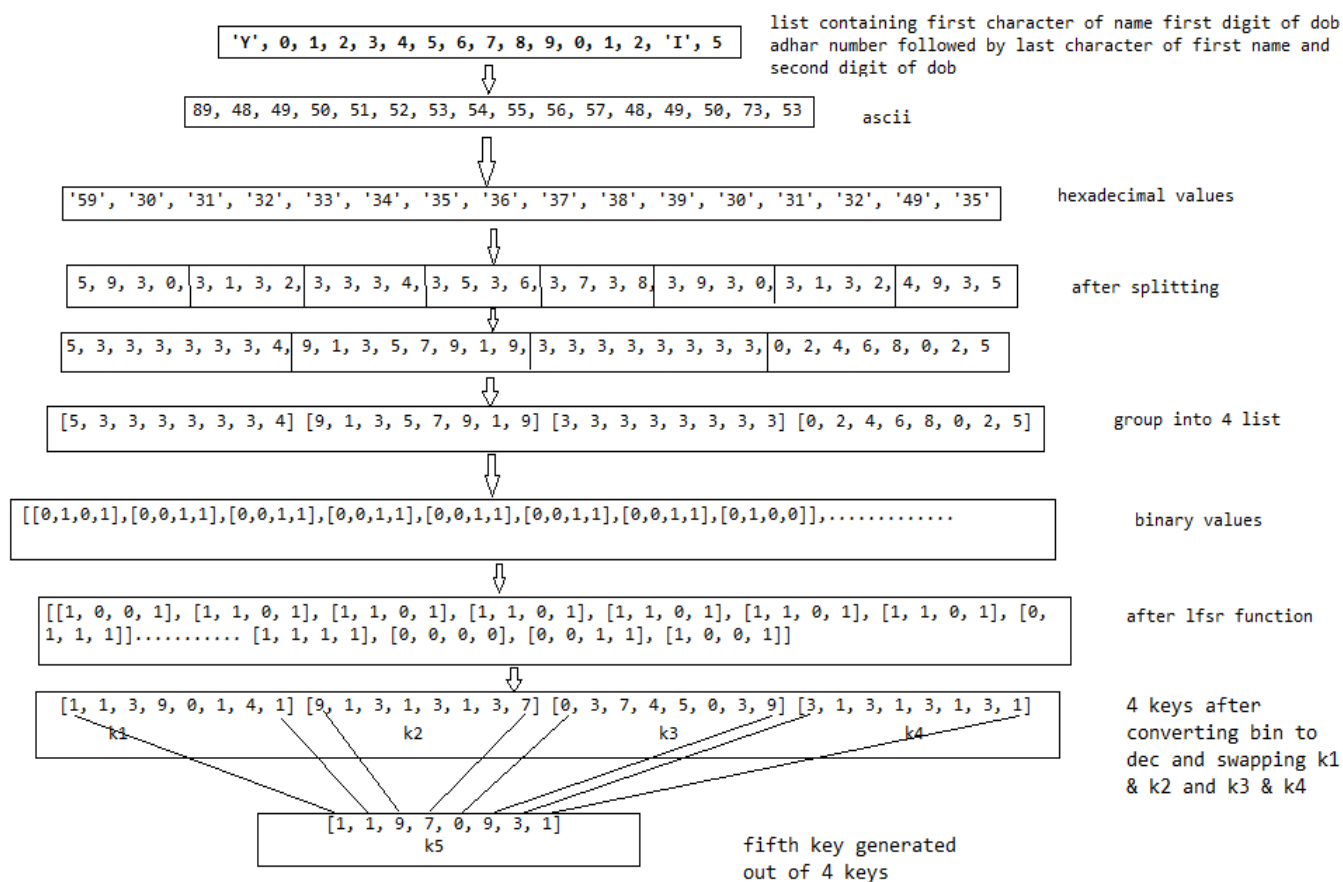 'Y', 0, 1, 2, 3, 4, 5, 6, 7, 8, 9, 0, 1, 2, 'I', 5
list containing first character of name first digit of dob
adhar number followed by last character of first name and
second digit of dob
89, 48, 49, 50, 51, 52, 53, 54, 55, 56, 57, 48, 49, 50, 73, 53
ascii
'59', '30', '31', '32', '33', '34', '35', '36', '37', '38', '39', '30', '31', '32', '49', '35'
hexadecimal values
5, 9, 3, 0, 3, 1, 3, 2, 3, 3, 3, 4, 3, 5, 3, 6, 3, 7, 3, 8, 3, 9, 3, 0, 3, 1, 3, 2, 4, 9, 3, 5
after splitting
5, 3, 3, 3, 3, 3, 3, 4, 9, 1, 3, 5, 7, 9, 1, 9, 3, 3, 3, 3, 3, 3, 3, 3, 0, 2, 4, 6, 8, 0, 2, 5
[5, 3, 3, 3, 3, 3, 3, 4] [9, 1, 3, 5, 7, 9, 1, 9] [3, 3, 3, 3, 3, 3, 3, 3] [0, 2, 4, 6, 8, 0, 2, 5]
group into 4 list
[[0,1,0,1],[0,0,1,1],[0,0,1,1],[0,0,1,1],[0,0,1,1],[0,0,1,1],[0,0,1,1],[0,1,0,0]],.............
binary values
[[1, 0, 0, 1], [1, 1, 0, 1], [1, 1, 0, 1], [1, 1, 0, 1], [1, 1, 0, 1], [1, 1, 0, 1], [1, 1, 0, 1], [0,
1, 1, 1]]........... [1, 1, 1, 1], [0, 0, 0, 0], [0, 0, 1, 1], [1, 0, 0, 1]]
after lfsr function
[1, 1, 3, 9, 0, 1, 4, 1] [9, 1, 3, 1, 3, 1, 3, 7] [0, 3, 7, 4, 5, 0, 3, 9] [3, 1, 3, 1, 3, 1, 3, 1]
k1 k2 k3 k4
4 keys after
converting bin to
dec and swapping k1
& k2 and k3 & k4
[1, 1, 9, 7, 0, 9, 3, 1]
k5
fifth key generated
out of 4 keys